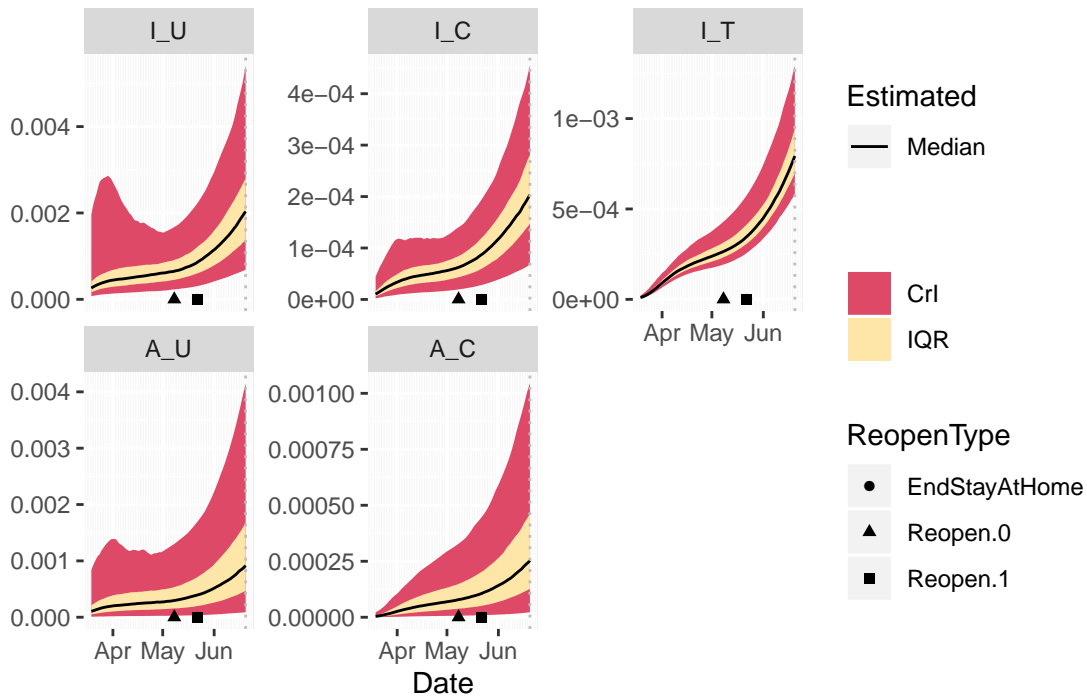 I_U
I_C
I_T
0.004
0.002
0.000
4e−04
3e−04
2e−04
1e−04
0e+00
1e−03
5e−04
0e+00
Apr May Jun
A_U
A_C
0.004
0.003
0.002
0.001
0.000
0.00100
0.00075
0.00050
0.00025
0.00000
Apr May Jun
Apr May Jun
Date
Estimated
Median
CrI
IQR
ReopenType
EndStayAtHome
Reopen.0
Reopen.1